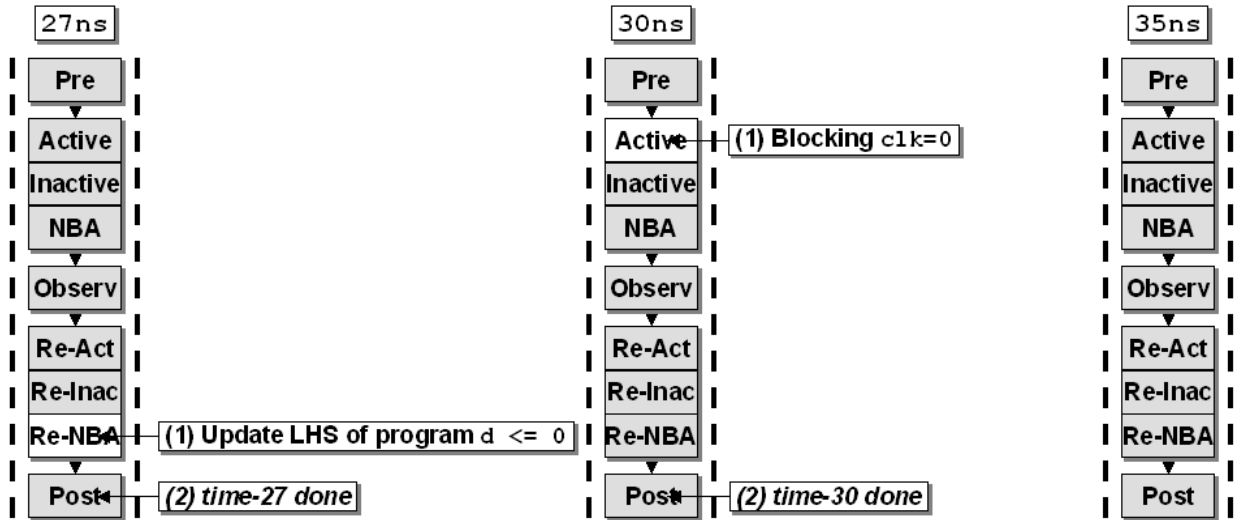 27ns
Pre
Active
Inactive
NBA
Observ
Re-Act
Re-Inac
Re-NBA
(1) Update LHS of program d <= 0
Post
(2) time-27 done
30ns
Pre
Active
(1) Blocking clk=0
Inactive
NBA
Observ
Re-Act
Re-Inac
Re-NBA
Post
(2) time-30 done
35ns
Pre
Active
Inactive
NBA
Observ
Re-Act
Re-Inac
Re-NBA
Post